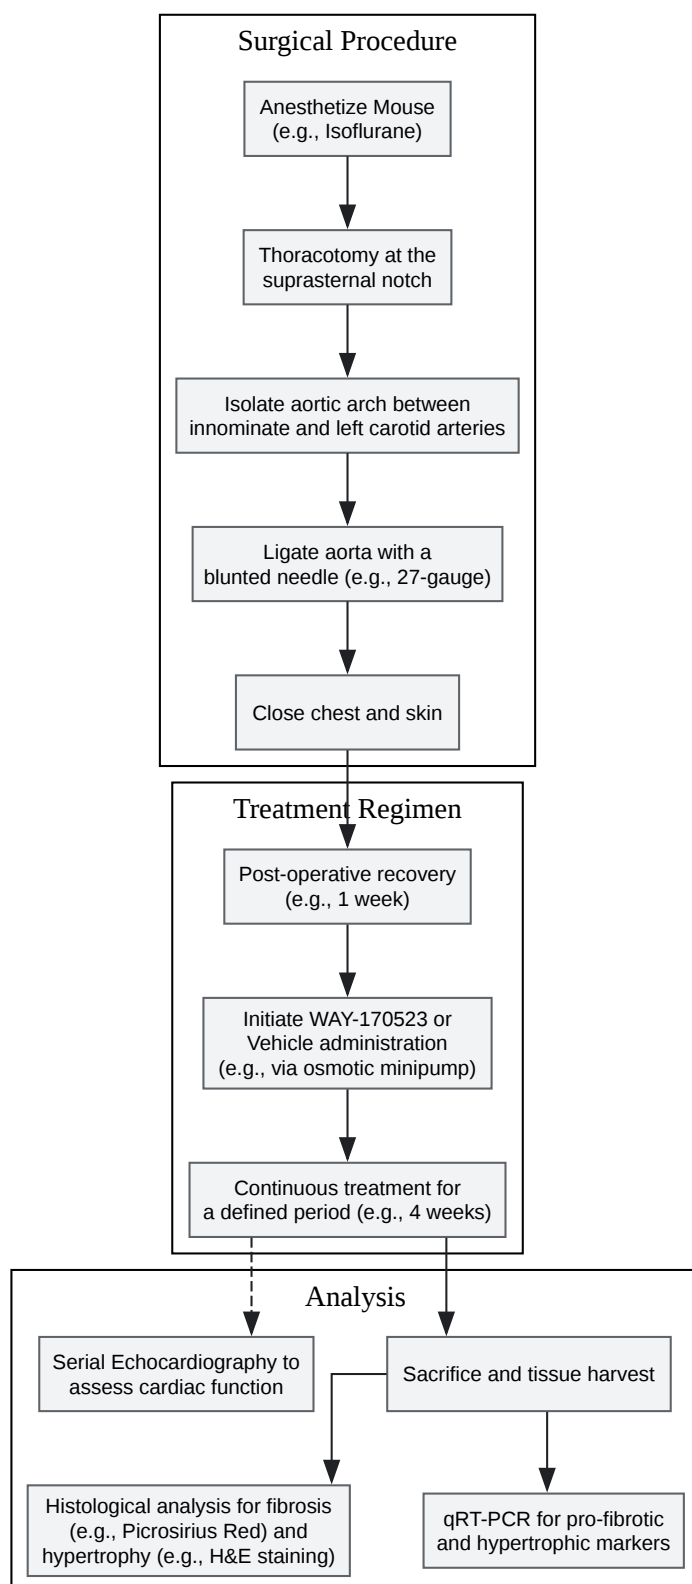 Surgical Procedure
Anesthetize Mouse
(e.g., Isoflurane)
Thoracotomy at the
suprasternal notch
Isolate aortic arch between
innominate and left carotid arteries
Ligate aorta with a
blunted needle (e.g., 27-gauge)
Close chest and skin
Treatment Regimen
Post-operative recovery
(e.g., 1 week)
Initiate WAY-170523 or
Vehicle administration
(e.g., via osmotic minipump)
Continuous treatment for
a defined period (e.g., 4 weeks)
Analysis
Serial Echocardiography to
assess cardiac function
Sacrifice and tissue harvest
Histological analysis for fibrosis
(e.g., Picrosirius Red) and
hypertrophy (e.g., H&E staining)
qRT-PCR for pro-fibrotic
and hypertrophic markers